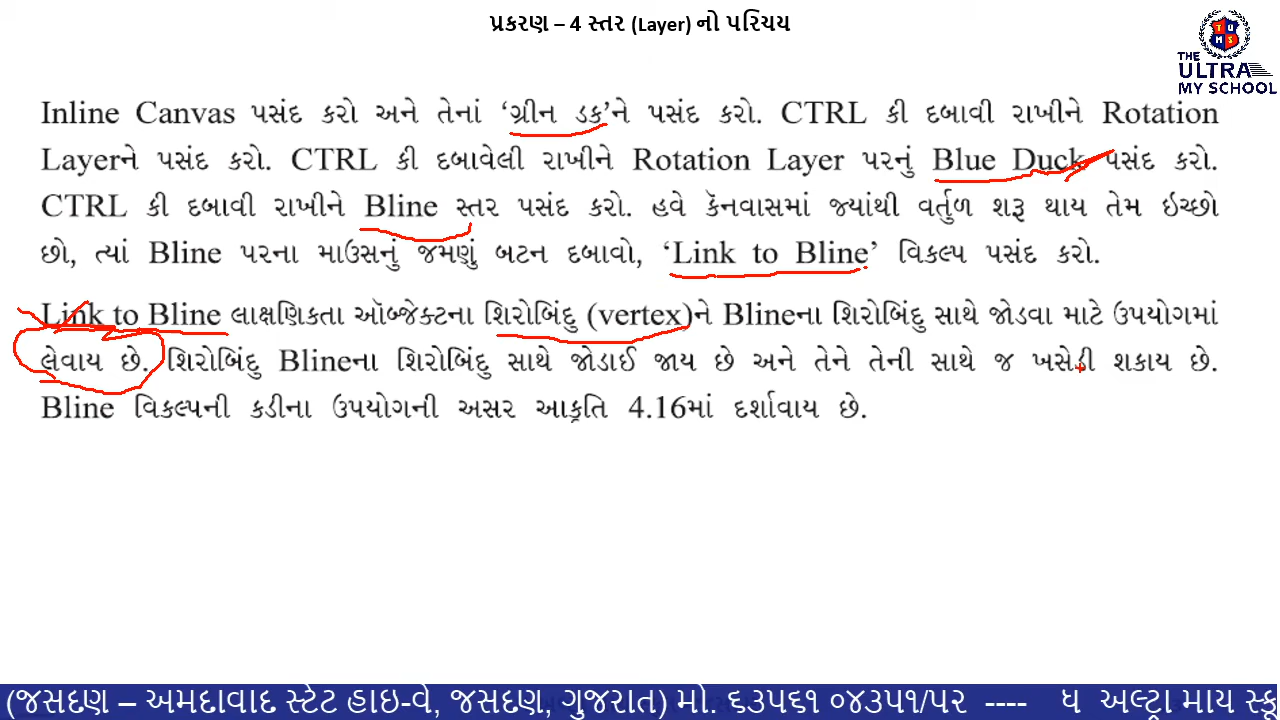 પ્રકરણ – 4 સ્તર (Layer) નો પરિચય
THE
ULTRA
MY SCHOOL
T U
M S
Inline Canvas પસંદ કરો અને તેનાં ‘ગ્રીન ડક’ને પસંદ કરો. CTRL કી દબાવી રાખીને Rotation
Layerને પસંદ કરો. CTRL કી દબાવેલી રાખીને Rotation Layer પરનું Blue Duck પસંદ કરો.
CTRL કી દબાવી રાખીને Bline સ્તર પસંદ કરો. હવે કૅનવાસમાં જ્યાંથી વર્તુળ શરૂ થાય તેમ ઇચ્છો
છો, ત્યાં Bline પરના માઉસનું જમણું બટન દબાવો, ‘Link to Bline’ વિકલ્પ પસંદ કરો.
Link to Bline લાક્ષણિકતા ઑબ્જેક્ટના શિરોબિંદુ (vertex)ને Blineના શિરોબિંદુ સાથે જોડવા માટે ઉપયોગમાં
લેવાય છે. શિરોબિંદુ Blineના શિરોબિંદુ સાથે જોડાઈ જાય છે અને તેને તેની સાથે જ ખસેડી શકાય છે.
Bline વિકલ્પની કડીના ઉપયોગની અસર આકૃતિ 4.16માં દર્શાવાય છે.
(જસદણ – અમદાવાદ સ્ટેટ હાઇ-વે, જસદણ, ગુજરાત) મો. ૬૩૫૬૧ ૦૪૩૫૧/૫૨ ---- ધ અલ્ટ્રા માય સ્કૂ